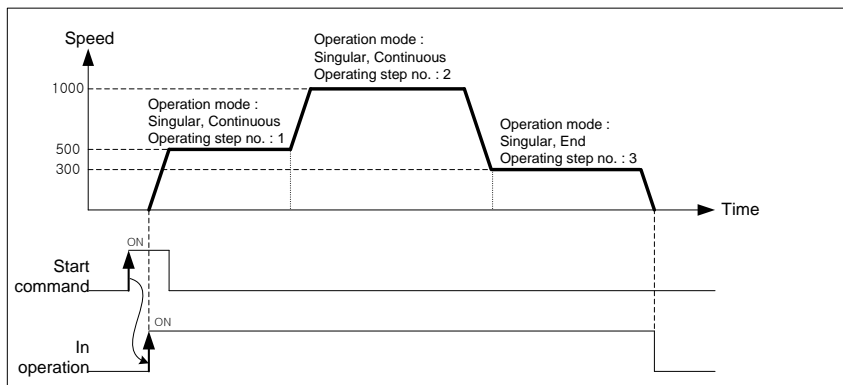 Speed
Operation mode :
Singular, Continuous
Operating step no. : 2
1000
Operation mode :
Singular, Continuous
Operating step no. : 1
Operation mode :
Singular, End
Operating step no. : 3
500
300
Time
ON
Start
command
ON
In
operation